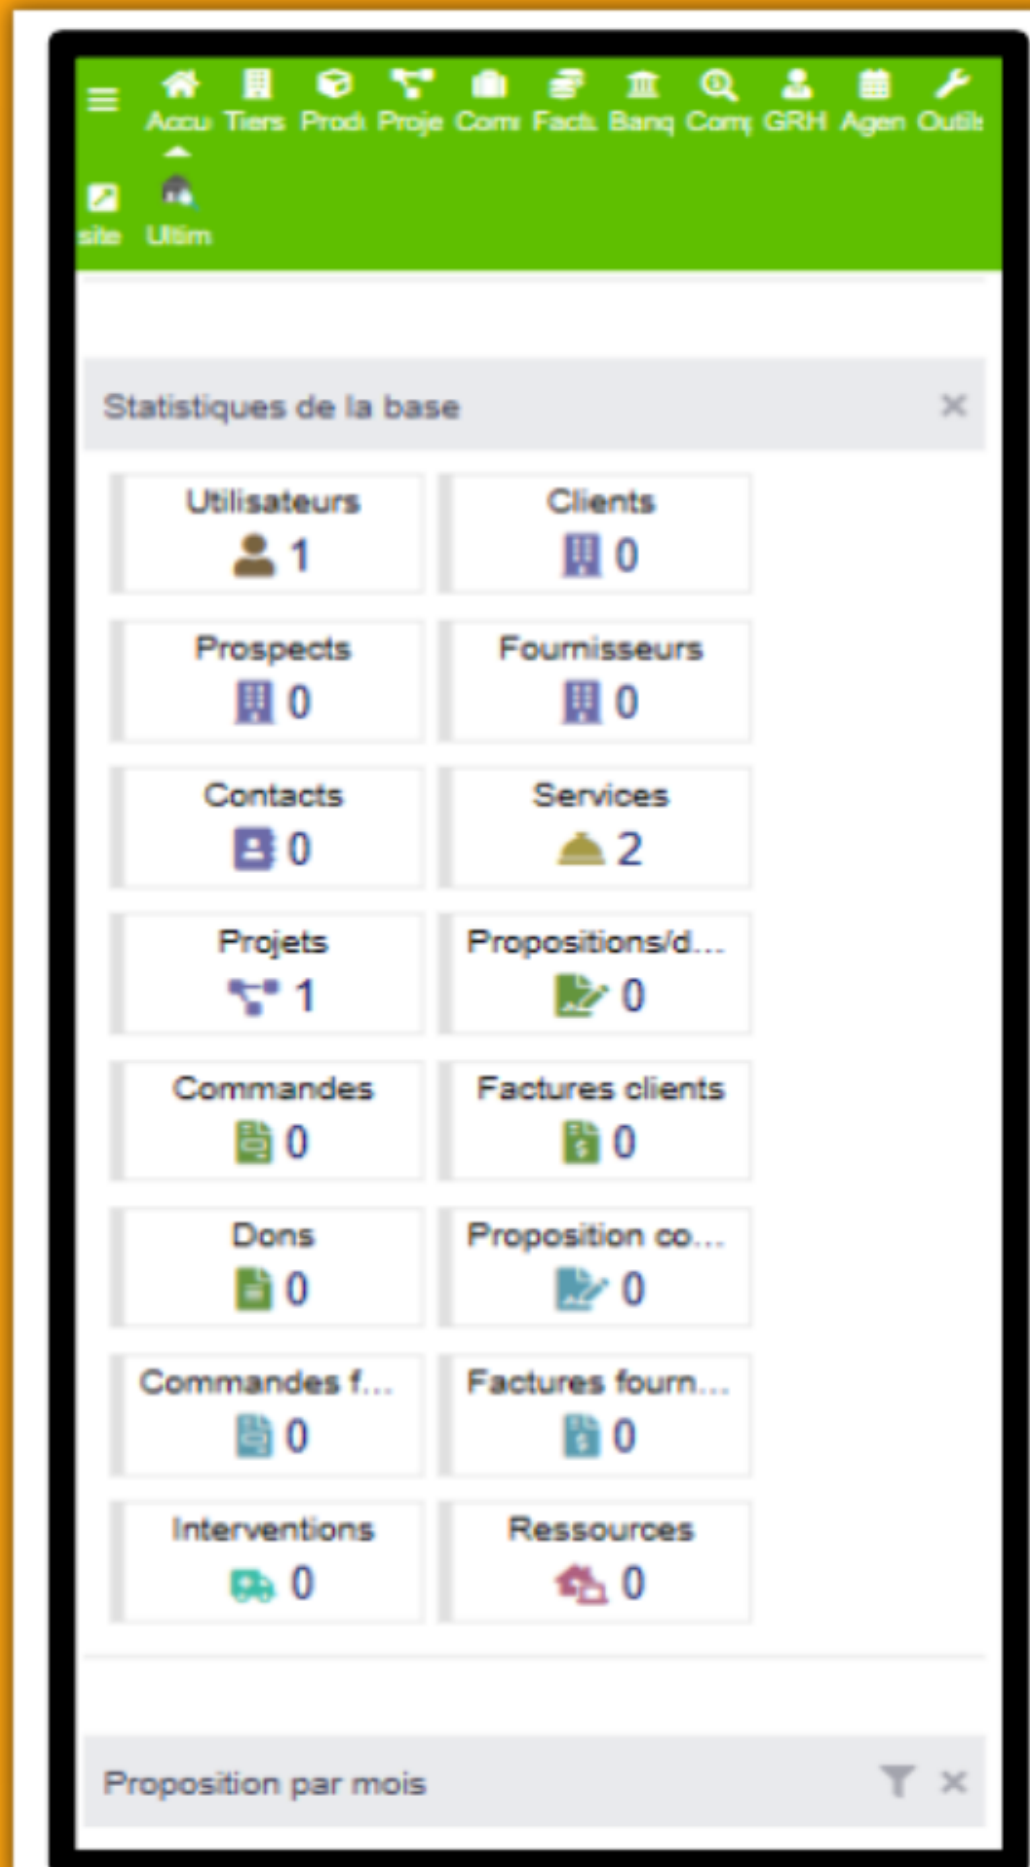 Accu Tiers Prod Proje Com Fact Banq Com GRH Agen Outil
site Ultim
Statistiques de la base
Utilisateurs Clients
1 0
Prospects Fournisseurs
0 0
Contacts Services
0 2
Projets Propositions/d...
1 0
Commandes Factures clients
0 0
Dons Proposition co...
0 0
Commandes f... Factures fourn...
0 0
Interventions Ressources
0 0
Proposition par mois